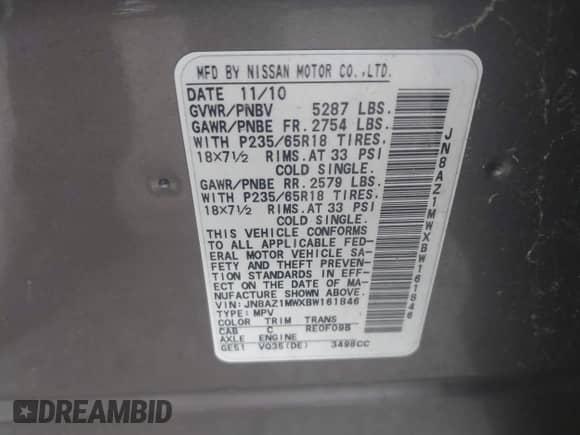 MFD BY NISSAN MOTOR CO.,LTD.
DATE 11/10
GVWR/PNBV 5287 LBS.
GAWR/PNBE FR. 2754 LBS.
WITH P235/65R18 TIRES.
18×7½ RIMS. AT 33 PSI
COLD SINGLE.
GAWR/PNBE RR. 2579 LBS.
WITH P235/65R18 TIRES.
18×7½ RIMS. AT 33 PSI
COLD SINGLE.
THIS VEHICLE CONFORMS
TO ALL APPLICABLE FED-
ERAL MOTOR VEHICLE SA-
FETY AND THEFT PREVEN-
TION STANDARDS IN EFF-
ECT ON THE DATE OF MA-
NUFACTURE SHOWN ABOVE.
VIN: JN8AZ1MWXBW161846
TYPE: MPV
COLOR TRIM TRANS
CAB C RE0F09B
AXLE ENGINE
GE51 VQ35(DE) 3498CC
JN8AZ1MWXBW161846
DREAMBID